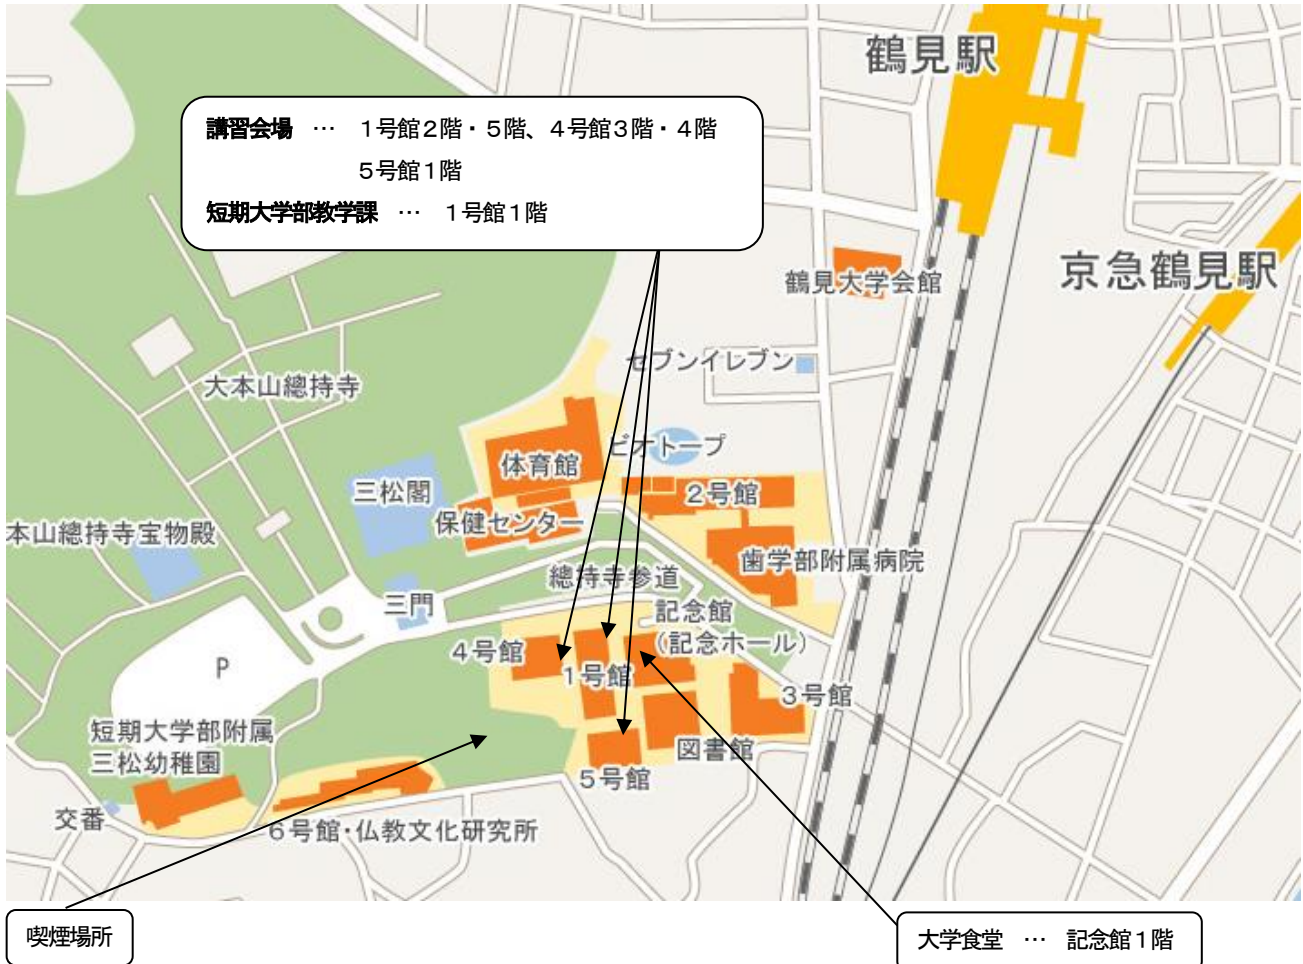 鶴見駅
講習会場 … １号館２階・５階、４号館３階・４階
５号館１階
短期大学部教学課 … １号館１階
鶴見大学会館
京急鶴見駅
セブンイレブン
大本山總持寺
ビオトープ
体育館
三松閣
２号館
保健センター
本山總持寺宝物殿
歯学部附属病院
總持寺参道
三門
記念館
（記念ホール）
４号館
１号館
P
３号館
短期大学部附属
三松幼稚園
図書館
５号館
交番
６号館・仏教文化研究所
喫煙場所
大学食堂 … 記念館１階